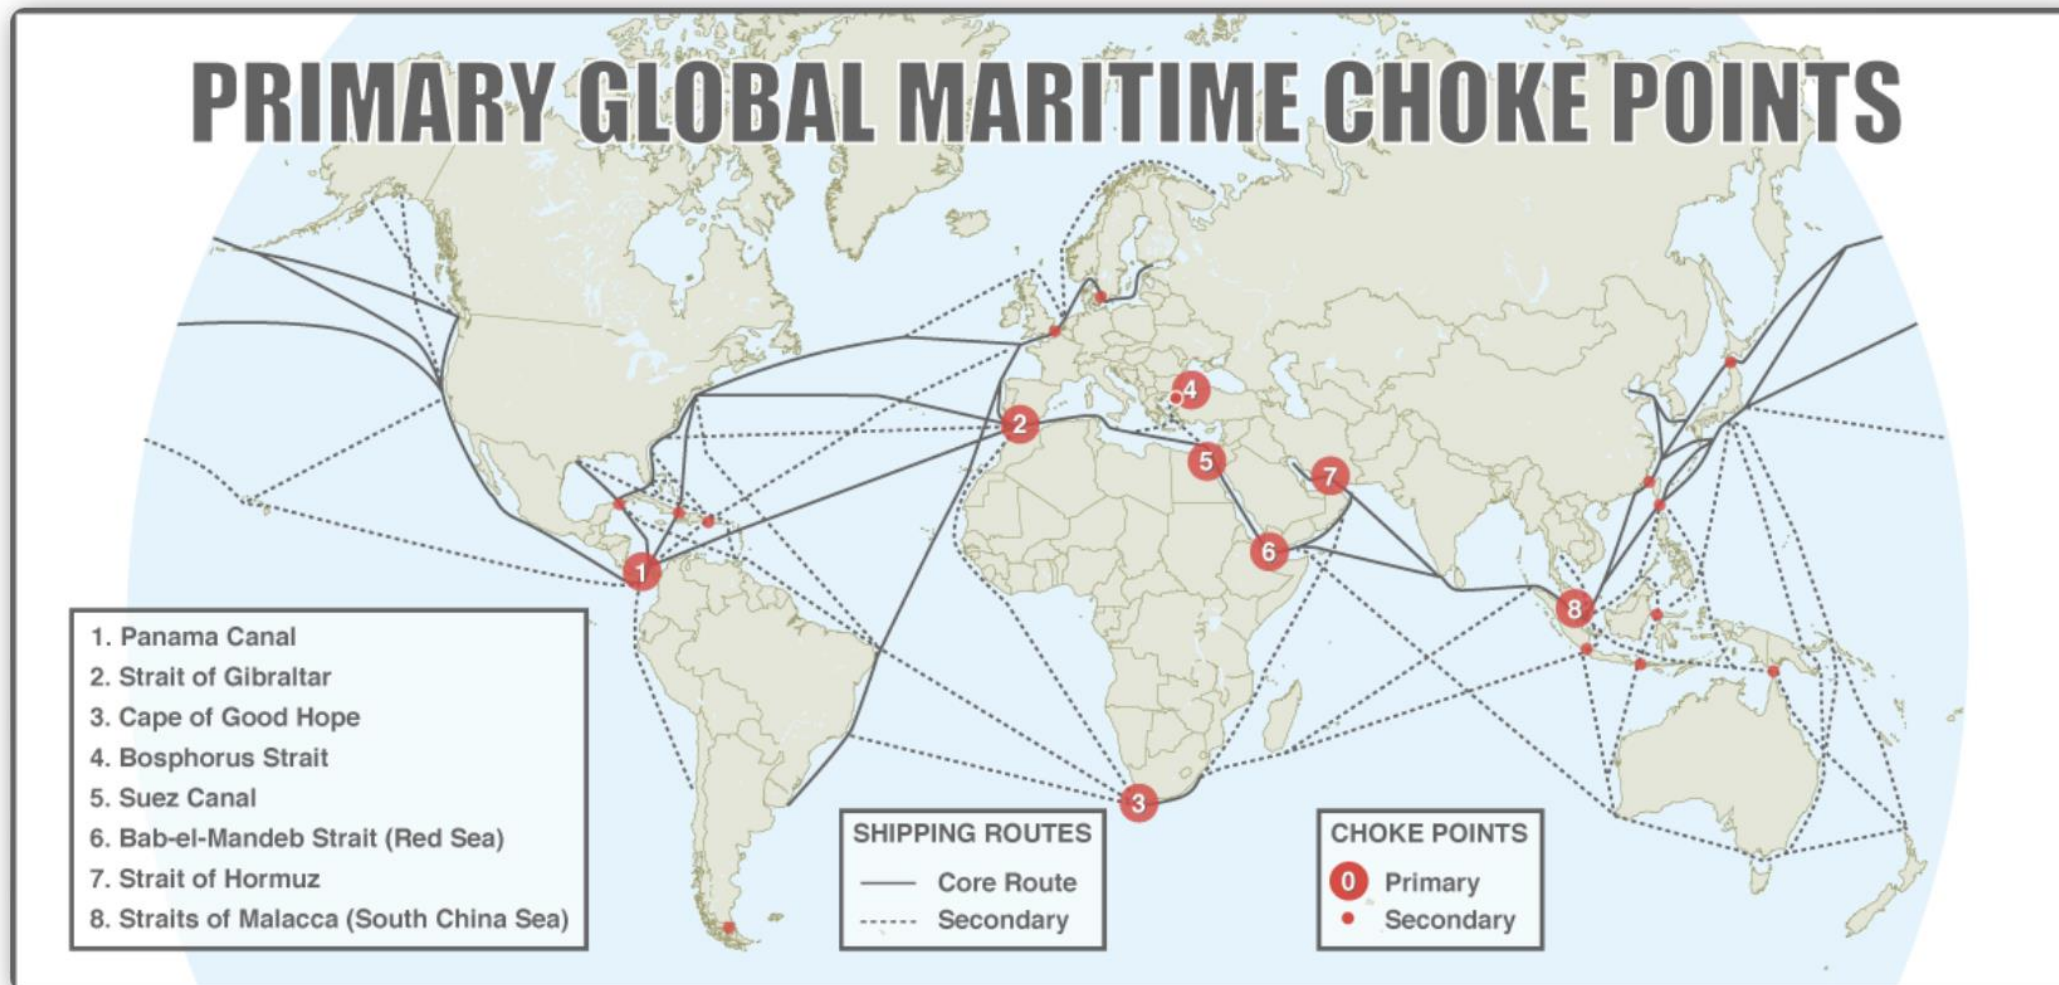 PRIMARY GLOBAL MARITIME CHOKE POINTS
4
2
5
7
6
1
8
3
1. Panama Canal
2. Strait of Gibraltar
3. Cape of Good Hope
4. Bosphorus Strait
5. Suez Canal
6. Bab-el-Mandeb Strait (Red Sea)
7. Strait of Hormuz
8. Straits of Malacca (South China Sea)
SHIPPING ROUTES
Core Route
Secondary
CHOKE POINTS
0 Primary
Secondary